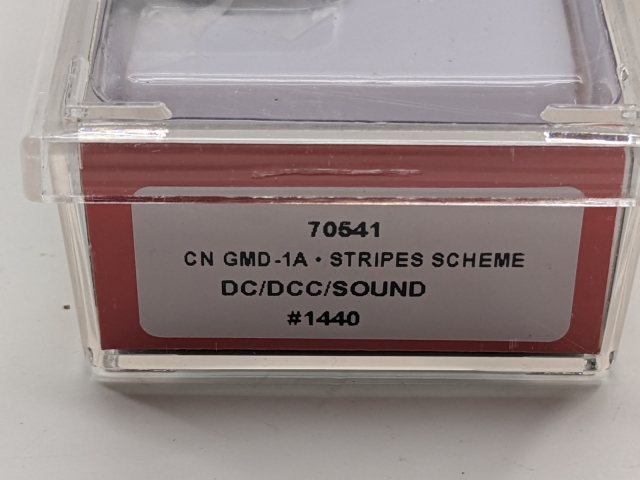 70541
CN GMD-1A • STRIPES SCHEME
DC/DCC/SOUND
#1440